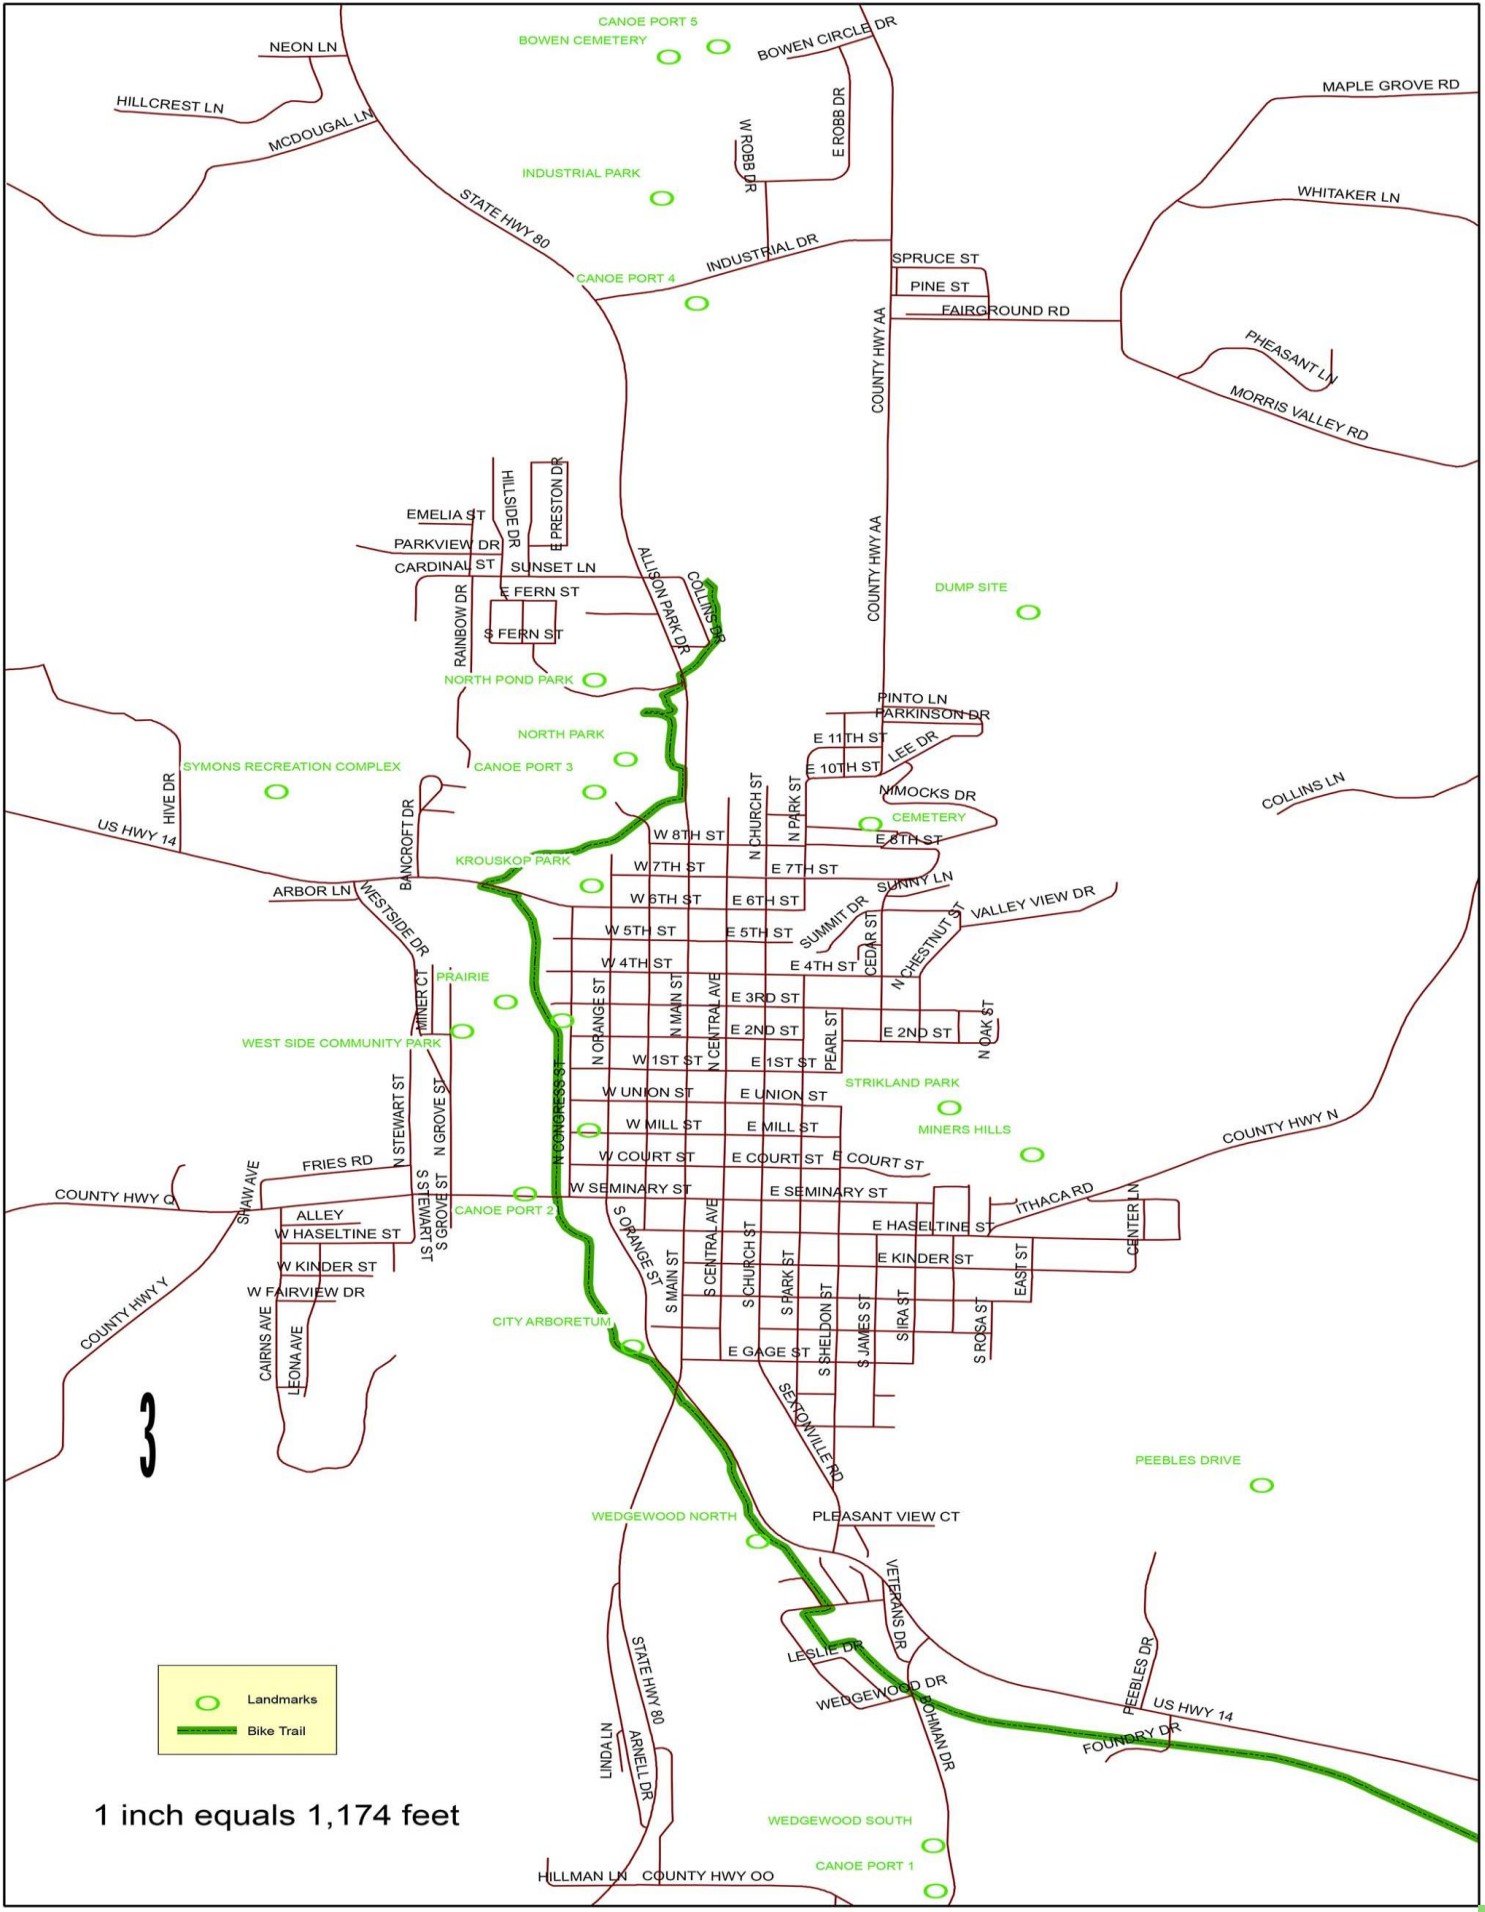 CANOE PORT 5
BOWEN CEMETERY
BOWEN CIRCLE DR
NEON LN
HILLCREST LN
MCDOUGAL LN
MAPLE GROVE RD
E ROBB DR
W ROBB DR
INDUSTRIAL PARK
STATE HWY 80
WHITAKER LN
INDUSTRIAL DR
CANOE PORT 4
SPRUCE ST
PINE ST
FAIRGROUND RD
COUNTY HWY AA
PHEASANT LN
MORRIS VALLEY RD
HILLSIDE DR
E PRESTON DR
EMELIA ST
PARKVIEW DR
CARDINAL ST
SUNSET LN
ALLISON PARK DR
COLLINS DR
COUNTY HWY AA
DUMP SITE
E FERN ST
RAINBOW DR
S FERN ST
NORTH POND PARK
PINTO LN
PARKINSON DR
NORTH PARK
E 11TH ST
LEE DR
SYMONS RECREATION COMPLEX
CANOE PORT 3
E 10TH ST
HIVE DR
NIMOCKS DR
COLLINS LN
N CHURCH ST
N PARK ST
CEMETERY
US HWY 14
BANCROFT DR
W 8TH ST
E 8TH ST
KROUSKOP PARK
W 7TH ST
E 7TH ST
ARBOR LN
WESTSIDE DR
W 6TH ST
E 6TH ST
SUNNY LN
VALLEY VIEW DR
SUMMIT DR
W 5TH ST
E 5TH ST
CEDAR ST
N CHESTNUT ST
W 4TH ST
E 4TH ST
PRAIRIE
MINER CT
N ORANGE ST
N MAIN ST
N CENTRAL AVE
E 3RD ST
E 2ND ST
PEARL ST
E 2ND ST
N OAK ST
WEST SIDE COMMUNITY PARK
W 1ST ST
E 1ST ST
N STEWART ST
N GROVE ST
N CONGRESS ST
W UNION ST
E UNION ST
STRIKLAND PARK
W MILL ST
E MILL ST
MINERS HILLS
COUNTY HWY N
FRIES RD
W COURT ST
E COURT ST
E COURT ST
SHAW AVE
COUNTY HWY Q
W SEMINARY ST
E SEMINARY ST
ITHACA RD
CENTER LN
S STEWART ST
S GROVE ST
CANOE PORT 2
ALLEY
W HASELTINE ST
E HASELTINE ST
S ORANGE ST
S MAIN ST
S CENTRAL AVE
S CHURCH ST
S PARK ST
E KINDER ST
EAST ST
W KINDER ST
W FAIRVIEW DR
COUNTY HWY Y
CAIRNS AVE
LEONA AVE
CITY ARBORETUM
S SHELDON ST
S JAMES ST
S IRA ST
S ROSA ST
E GAGE ST
SEXTONVILLE RD
3
PEEBLES DRIVE
WEDGEWOOD NORTH
PLEASANT VIEW CT
VETERANS DR
LESLIE DR
WEDGEWOOD DR
BOHMAN DR
PEEBLES DR
US HWY 14
FOUNDRY DR
STATE HWY 80
LINDA LN
ARNELL DR
Landmarks
Bike Trail
1 inch equals 1,174 feet
WEDGEWOOD SOUTH
CANOE PORT 1
HILLMAN LN
COUNTY HWY OO